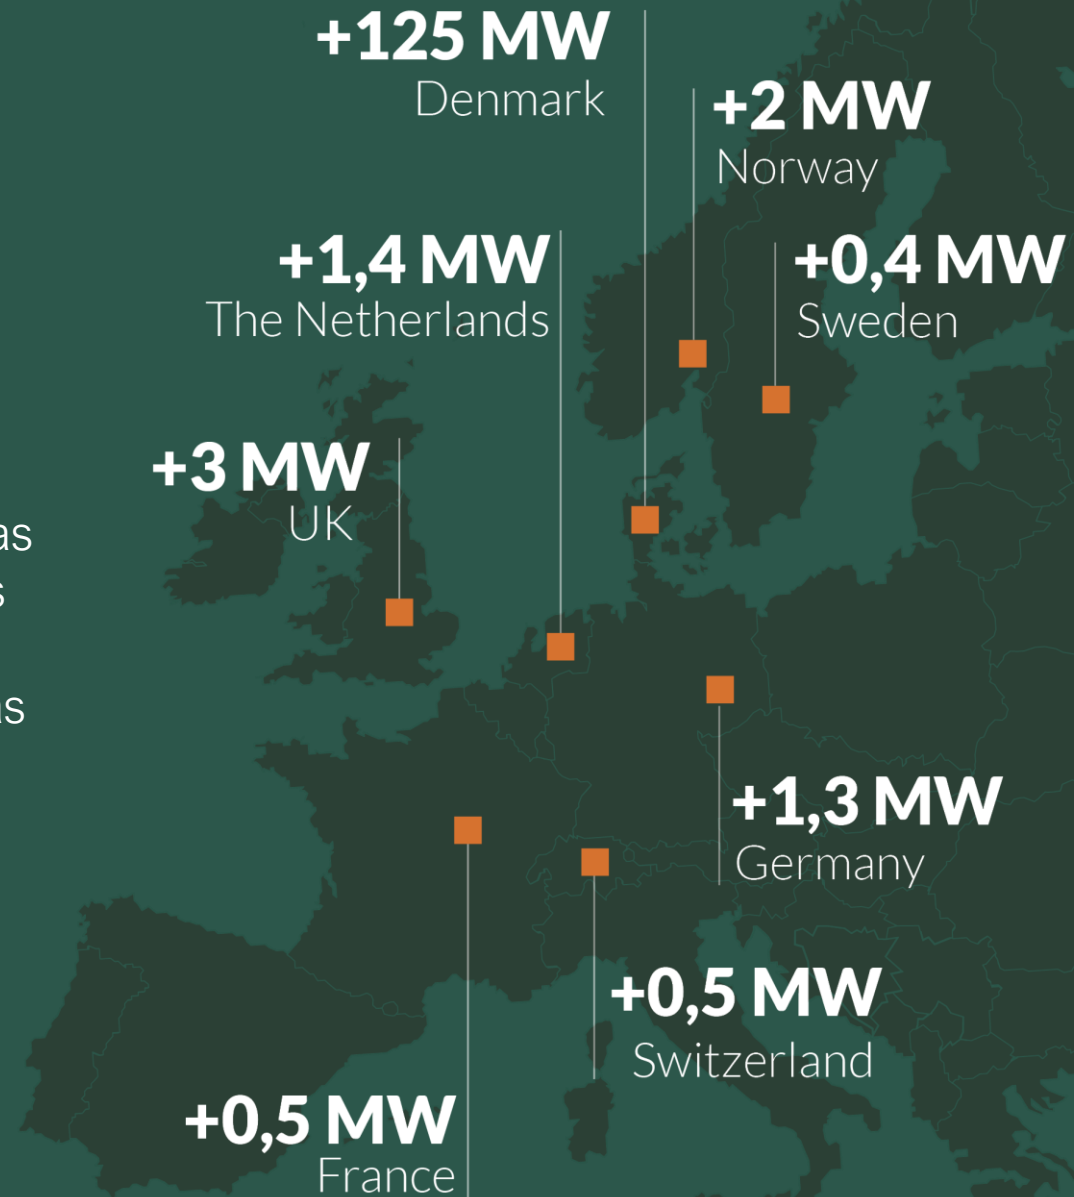 +125 MW
Denmark
+2 MW
Norway
+1,4 MW
The Netherlands
+0,4 MW
Sweden
+3 MW
UK
+1,3 MW
Germany
+0,5 MW
Switzerland
+0,5 MW
France